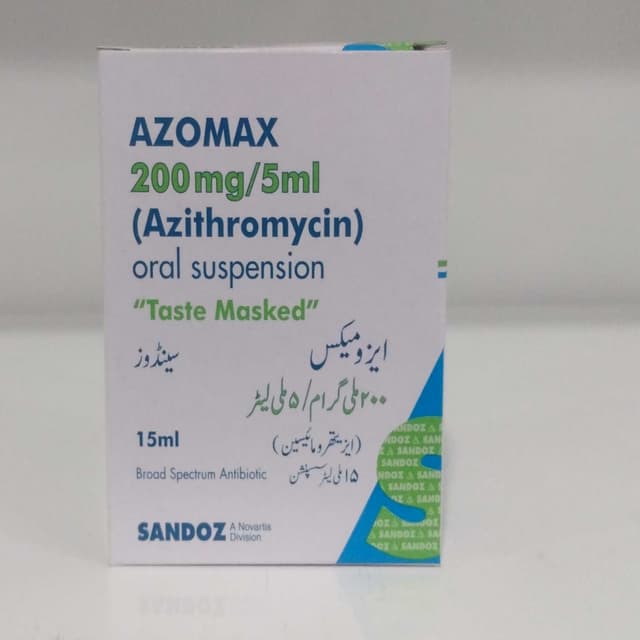 AZOMAX
200mg/5ml
(Azithromycin)
oral suspension
"Taste Masked"
ایزومیکس
سینڈوز
۲۰۰ ملی گرام/۵ ملی لیٹر
(ایزیتھرومائیسین)
15ml
۱۵ ملی لیٹر سسپنشن
Broad Spectrum Antibiotic
SANDOZ A Novartis
Division